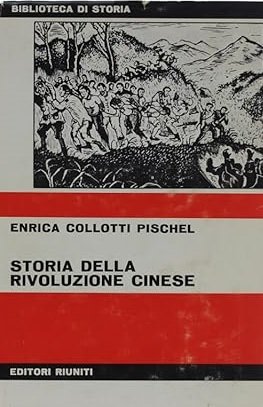 BIBLIOTECA DI STORIA
ENRICA COLLOTTI PISCHEL
STORIA DELLA
RIVOLUZIONE CINESE
EDITORI RIUNITI